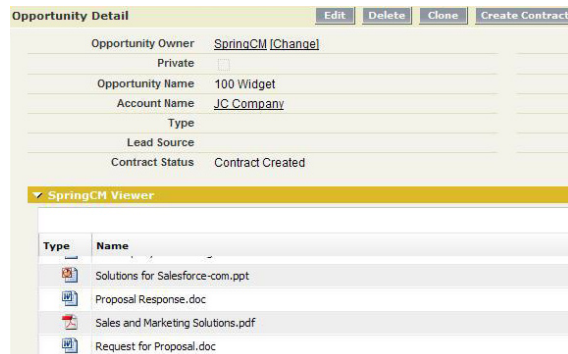 Opportunity Detail Edit Delete Clone Create Contract
Opportunity Owner SpringCM [Change]
Private
Opportunity Name 100 Widget
Account Name JC Company
Type
Lead Source
Contract Status Contract Created
SpringCM Viewer
Type Name
Solutions for Salesforce-com.ppt
Proposal Response.doc
Sales and Marketing Solutions.pdf
Request for Proposal.doc